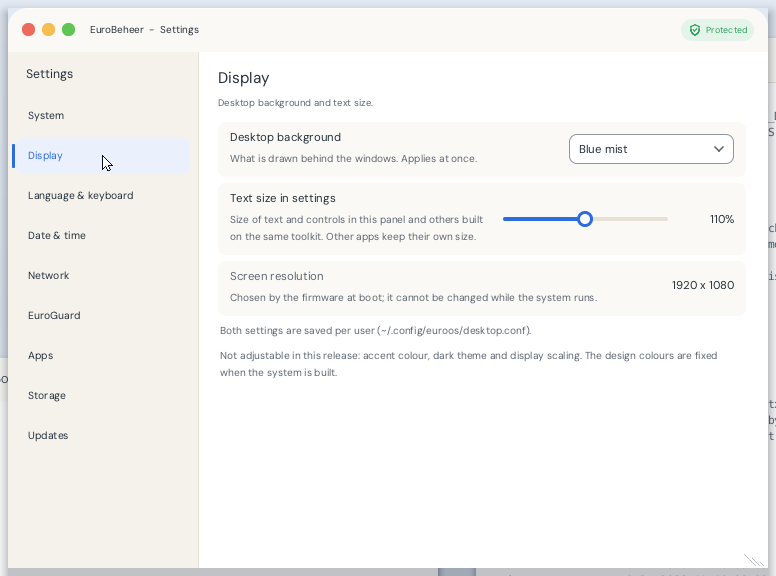 EuroBeheer - Settings
Protected
Settings
System
Display
Language & keyboard
Date & time
Network
EuroGuard
Apps
Storage
Updates
Display
Desktop background and text size.
Desktop background
What is drawn behind the windows. Applies at once.
Blue mist
Text size in settings
Size of text and controls in this panel and others built
on the same toolkit. Other apps keep their own size.
110%
Screen resolution
Chosen by the firmware at boot; it cannot be changed while the system runs.
1920 x 1080
Both settings are saved per user (~/.config/euroos/desktop.conf).
Not adjustable in this release: accent colour, dark theme and display scaling. The design colours are fixed
when the system is built.